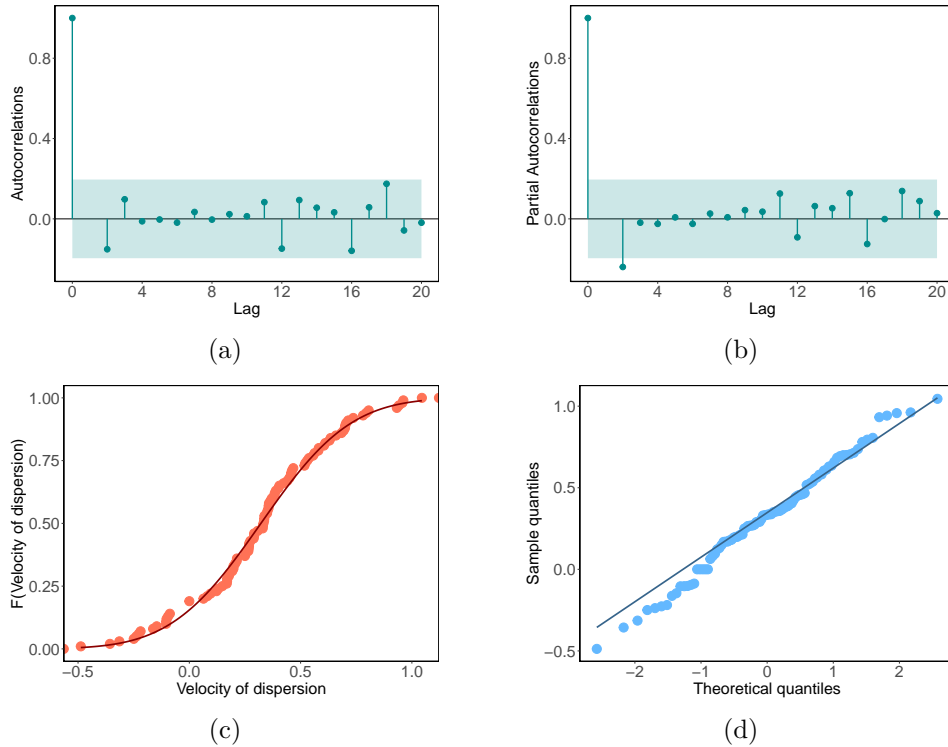 Autocorrelations
0.8
0.4
0.0
0 4 8 12 16 20
Lag
(a)
Partial Autocorrelations
0.8
0.4
0.0
0 4 8 12 16 20
Lag
(b)
F(Velocity of dispersion)
1.00
0.75
0.50
0.25
0.00
−0.5 0.0 0.5 1.0
Velocity of dispersion
(c)
Sample quantiles
1.0
0.5
0.0
−0.5
−2 −1 0 1 2
Theoretical quantiles
(d)